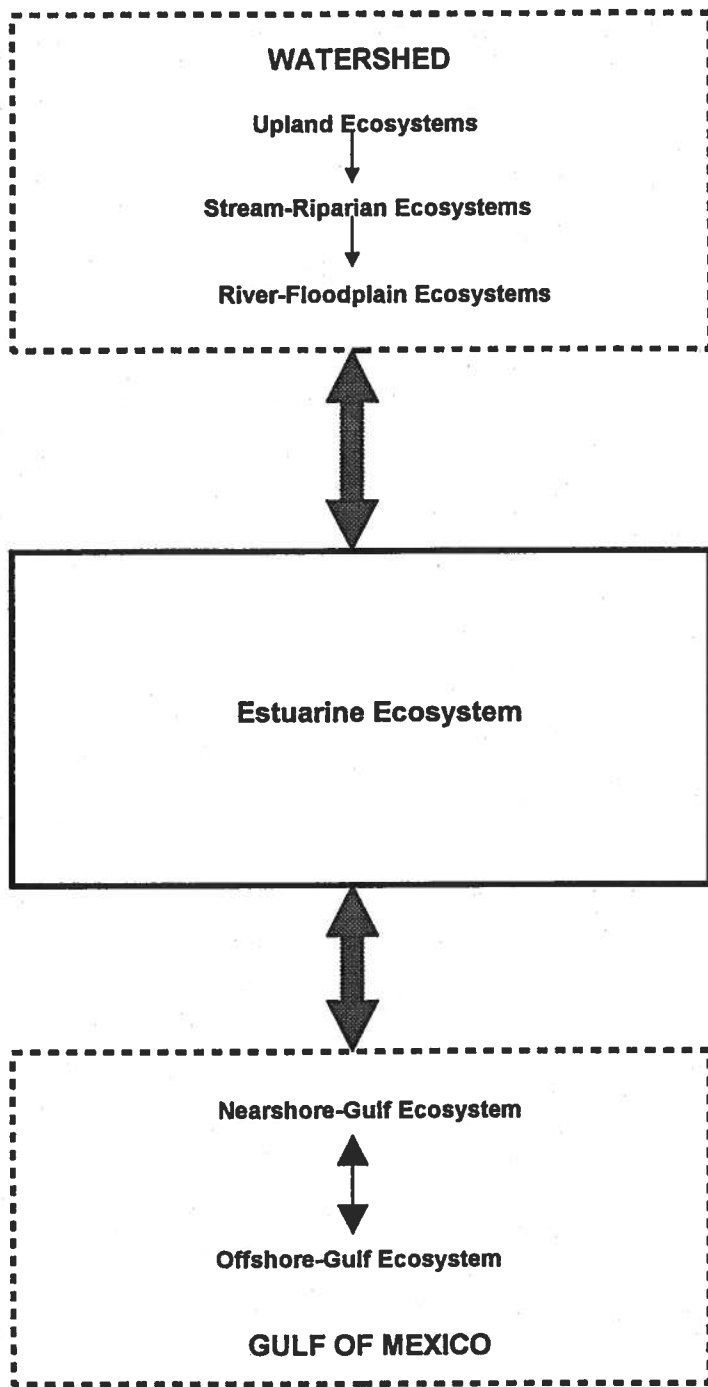 WATERSHED
Upland Ecosystems
Stream-Riparian Ecosystems
River-Floodplain Ecosystems
Estuarine Ecosystem
Nearshore-Gulf Ecosystem
Offshore-Gulf Ecosystem
GULF OF MEXICO